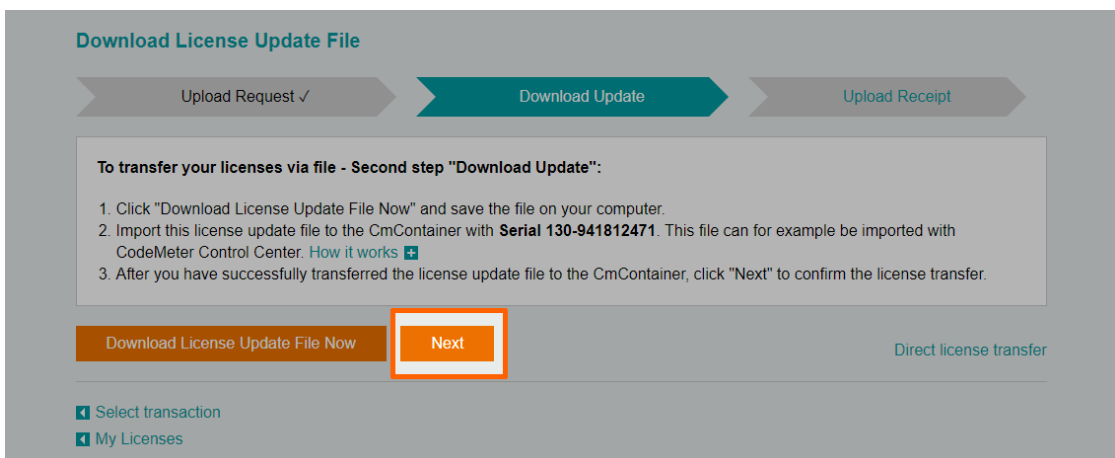 Download License Update File
Upload Request ✓
Download Update
Upload Receipt
To transfer your licenses via file - Second step "Download Update":
1. Click "Download License Update File Now" and save the file on your computer.
2. Import this license update file to the CmContainer with Serial 130-941812471. This file can for example be imported with
CodeMeter Control Center. How it works
3. After you have successfully transferred the license update file to the CmContainer, click "Next" to confirm the license transfer.
Download License Update File Now
Next
Direct license transfer
Select transaction
My Licenses